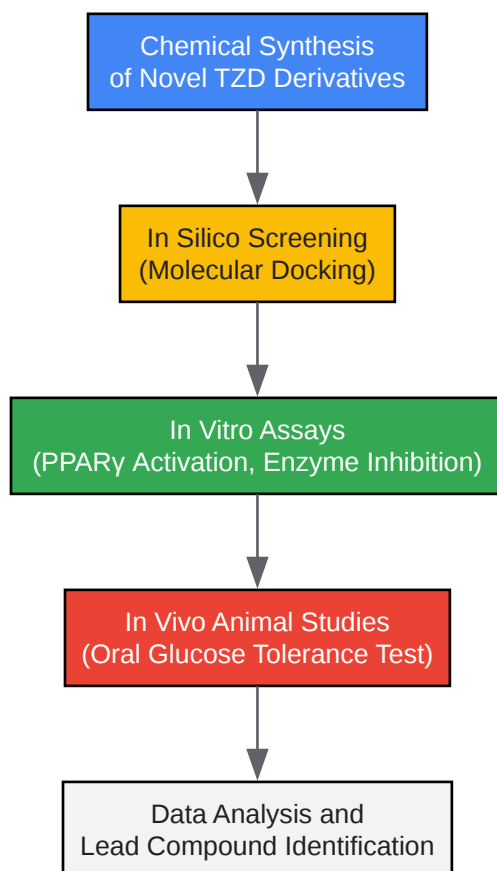 Chemical Synthesis
of Novel TZD Derivatives
In Silico Screening
(Molecular Docking)
In Vitro Assays
(PPARγ Activation, Enzyme Inhibition)
In Vivo Animal Studies
(Oral Glucose Tolerance Test)
Data Analysis and
Lead Compound Identification